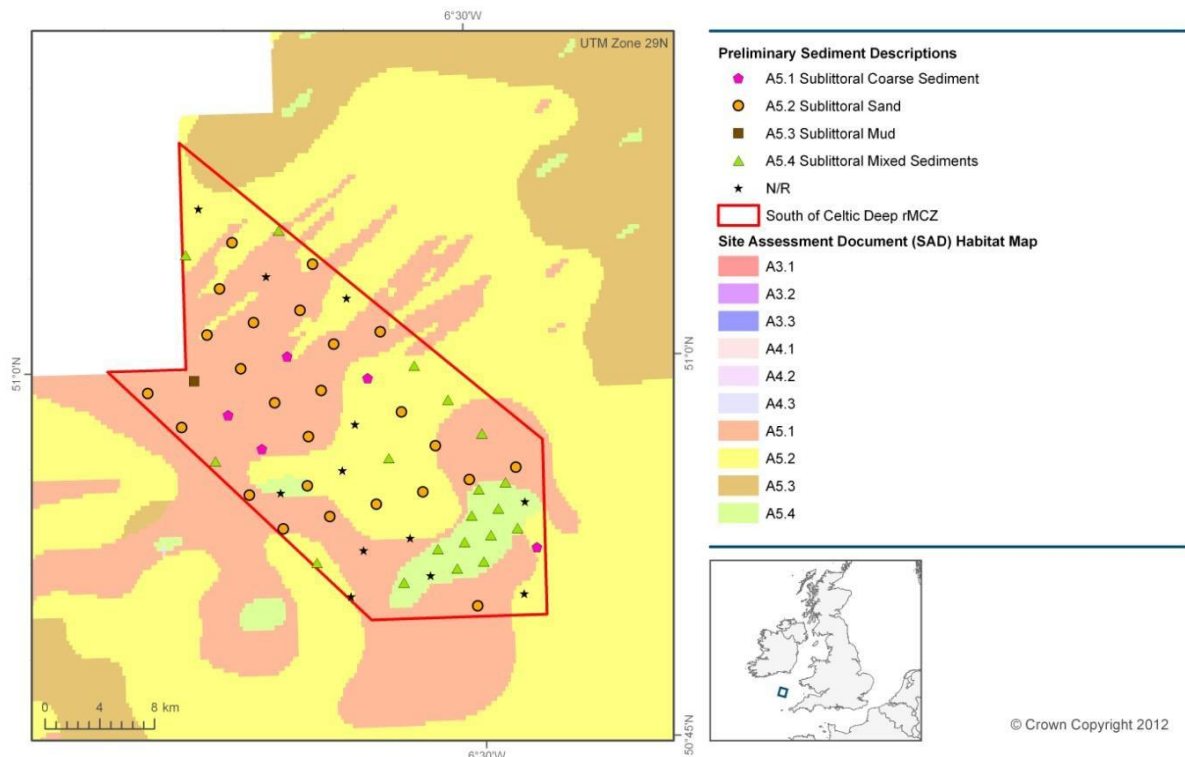 6°30'W
UTM Zone 29N
51°0'N
51°0'N
0 4 8 km
50°45'N
6°30'W
Preliminary Sediment Descriptions
A5.1 Sublittoral Coarse Sediment
A5.2 Sublittoral Sand
A5.3 Sublittoral Mud
A5.4 Sublittoral Mixed Sediments
N/R
South of Celtic Deep rMCZ
Site Assessment Document (SAD) Habitat Map
A3.1
A3.2
A3.3
A4.1
A4.2
A4.3
A5.1
A5.2
A5.3
A5.4
© Crown Copyright 2012